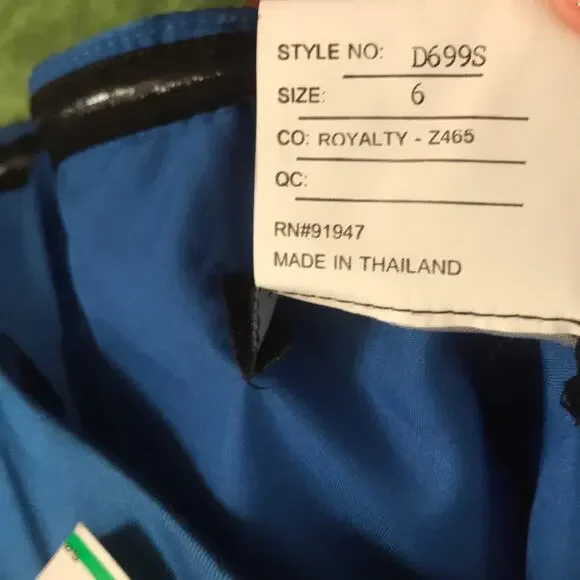 STYLE NO: D699S
SIZE: 6
CO: ROYALTY - Z465
QC:
RN#91947
MADE IN THAILAND